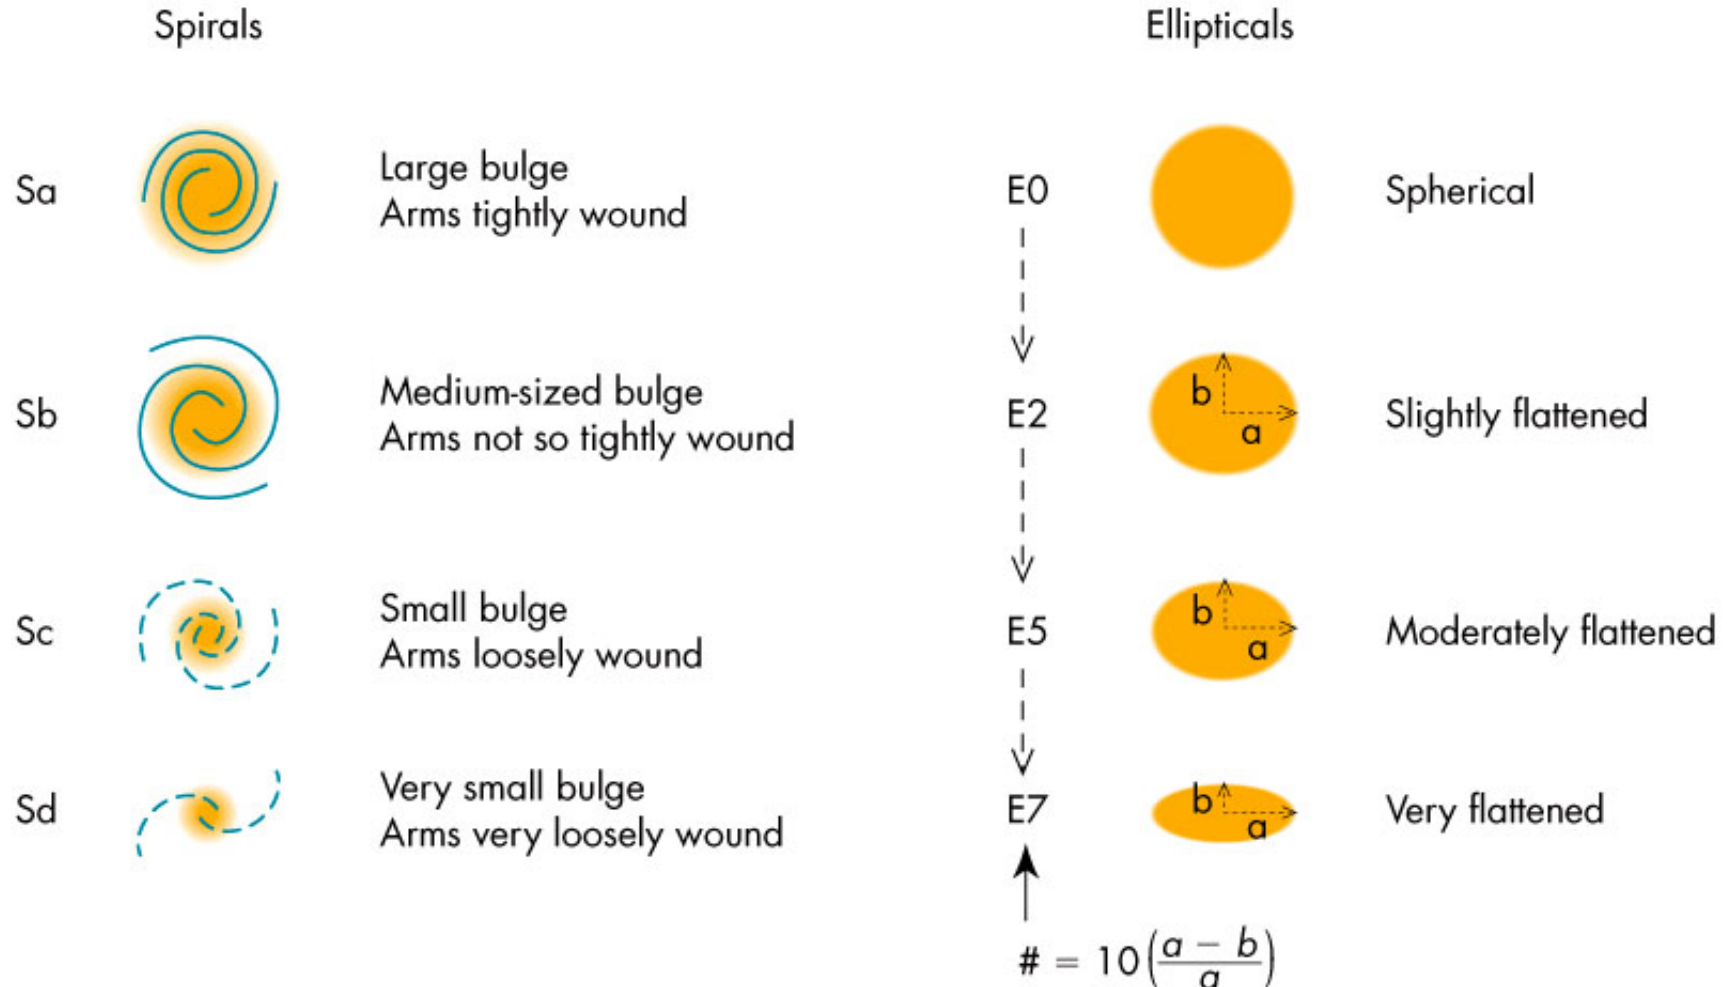 Spirals
Sa
Large bulge
Arms tightly wound
Sb
Medium-sized bulge
Arms not so tightly wound
Sc
Small bulge
Arms loosely wound
Sd
Very small bulge
Arms very loosely wound
Ellipticals
E0
Spherical
E2
b
a
Slightly flattened
E5
b
a
Moderately flattened
E7
b
a
Very flattened
# = 10(a − b / a)